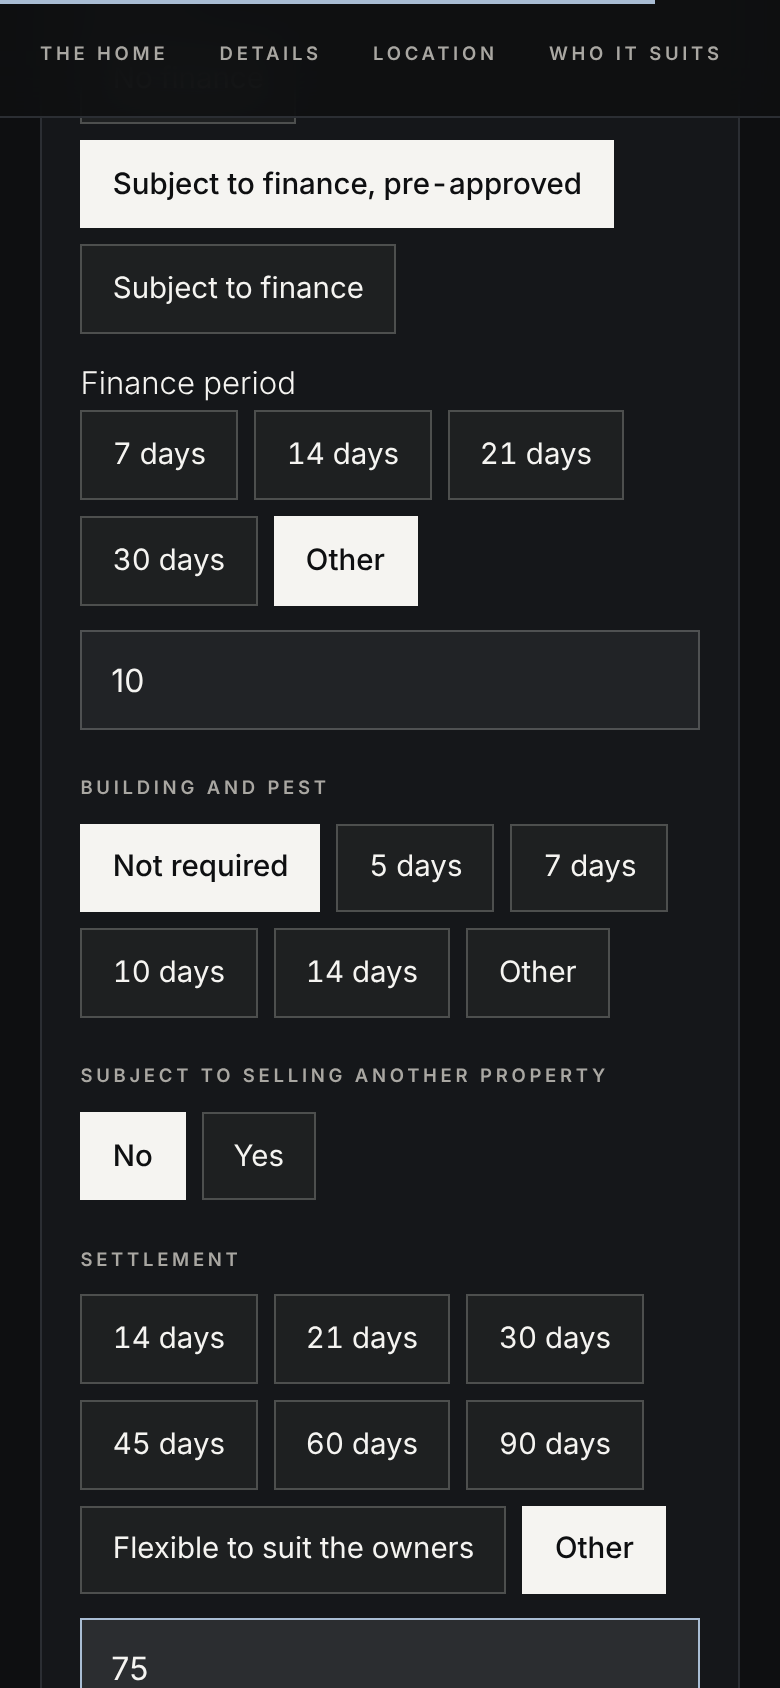 THE HOME DETAILS LOCATION WHO IT SUITS
Subject to finance, pre-approved
Subject to finance
Finance period
7 days 14 days 21 days
30 days Other
10
BUILDING AND PEST
Not required 5 days 7 days
10 days 14 days Other
SUBJECT TO SELLING ANOTHER PROPERTY
No Yes
SETTLEMENT
14 days 21 days 30 days
45 days 60 days 90 days
Flexible to suit the owners Other
75